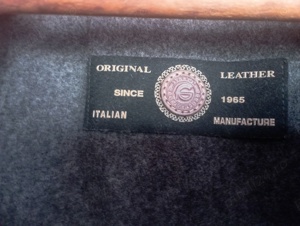 ORIGINAL LEATHER
SINCE 1965
ITALIAN MANUFACTURE